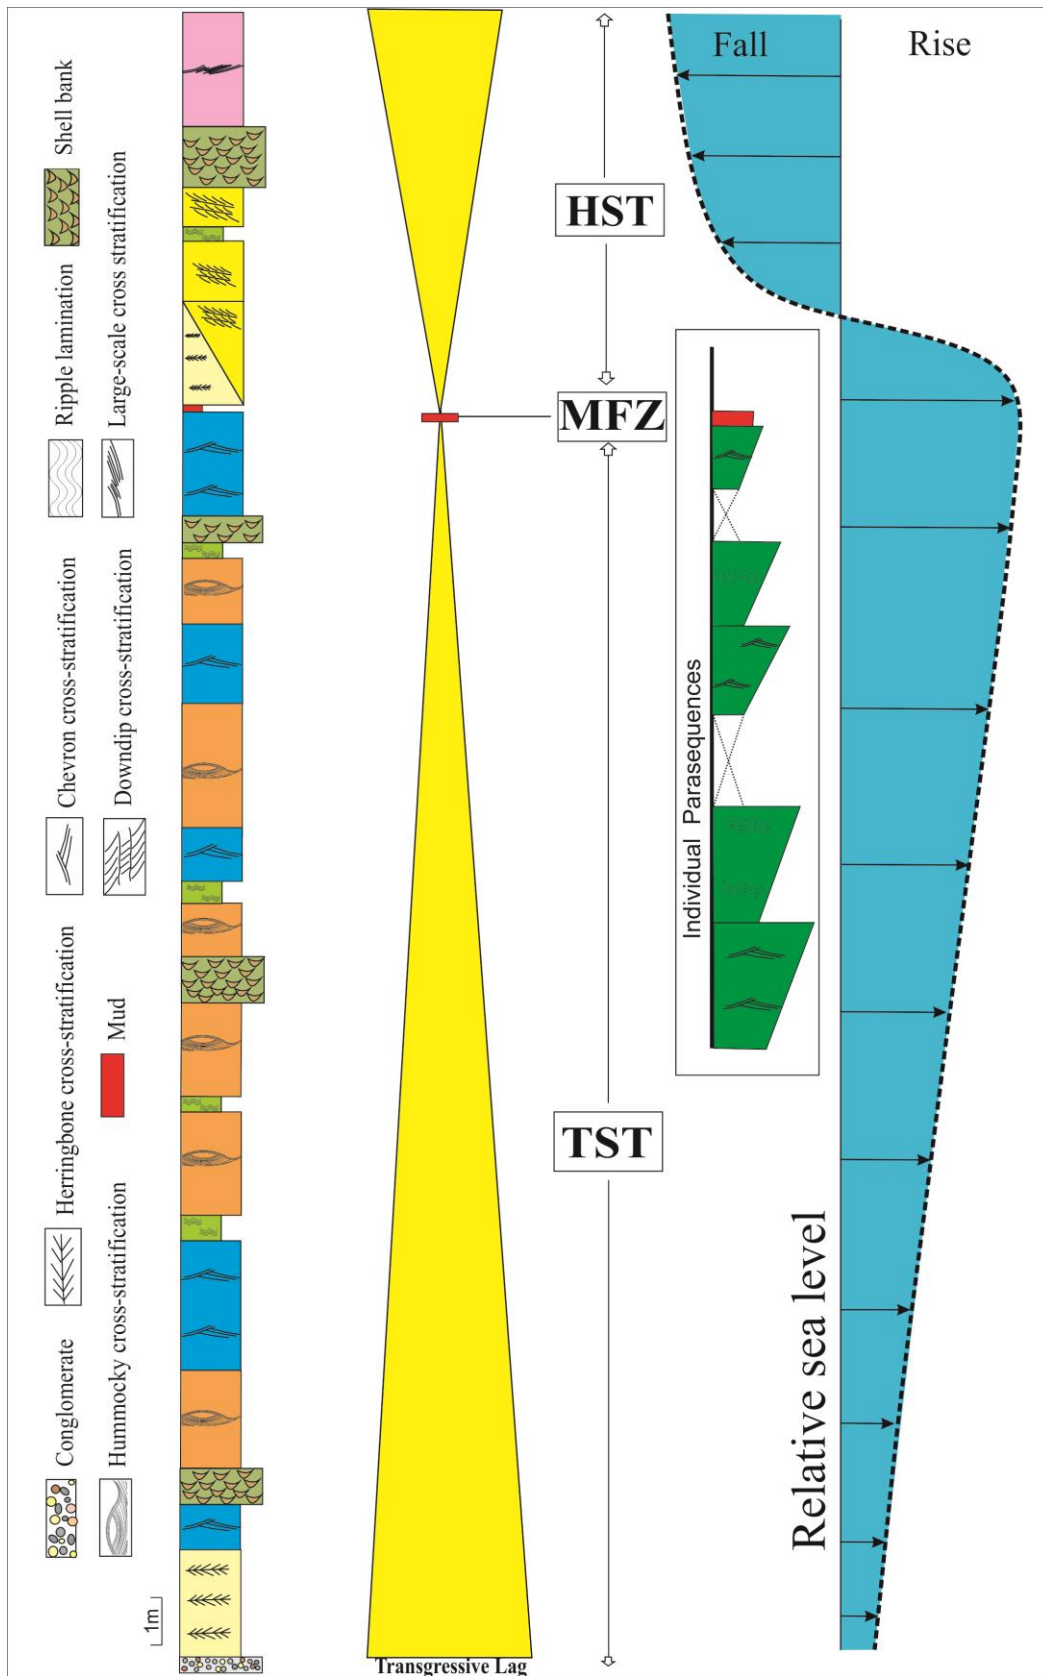 Fall
Rise
HST
MFZ
TST
Individual Parasequences
Relative sea level
Transgressive Lag
Conglomerate
Herringbone cross-stratification
Chevron cross-stratification
Ripple lamination
Shell bank
Hummocky cross-stratification
Mud
Downdip cross-stratification
Large-scale cross stratification
1m